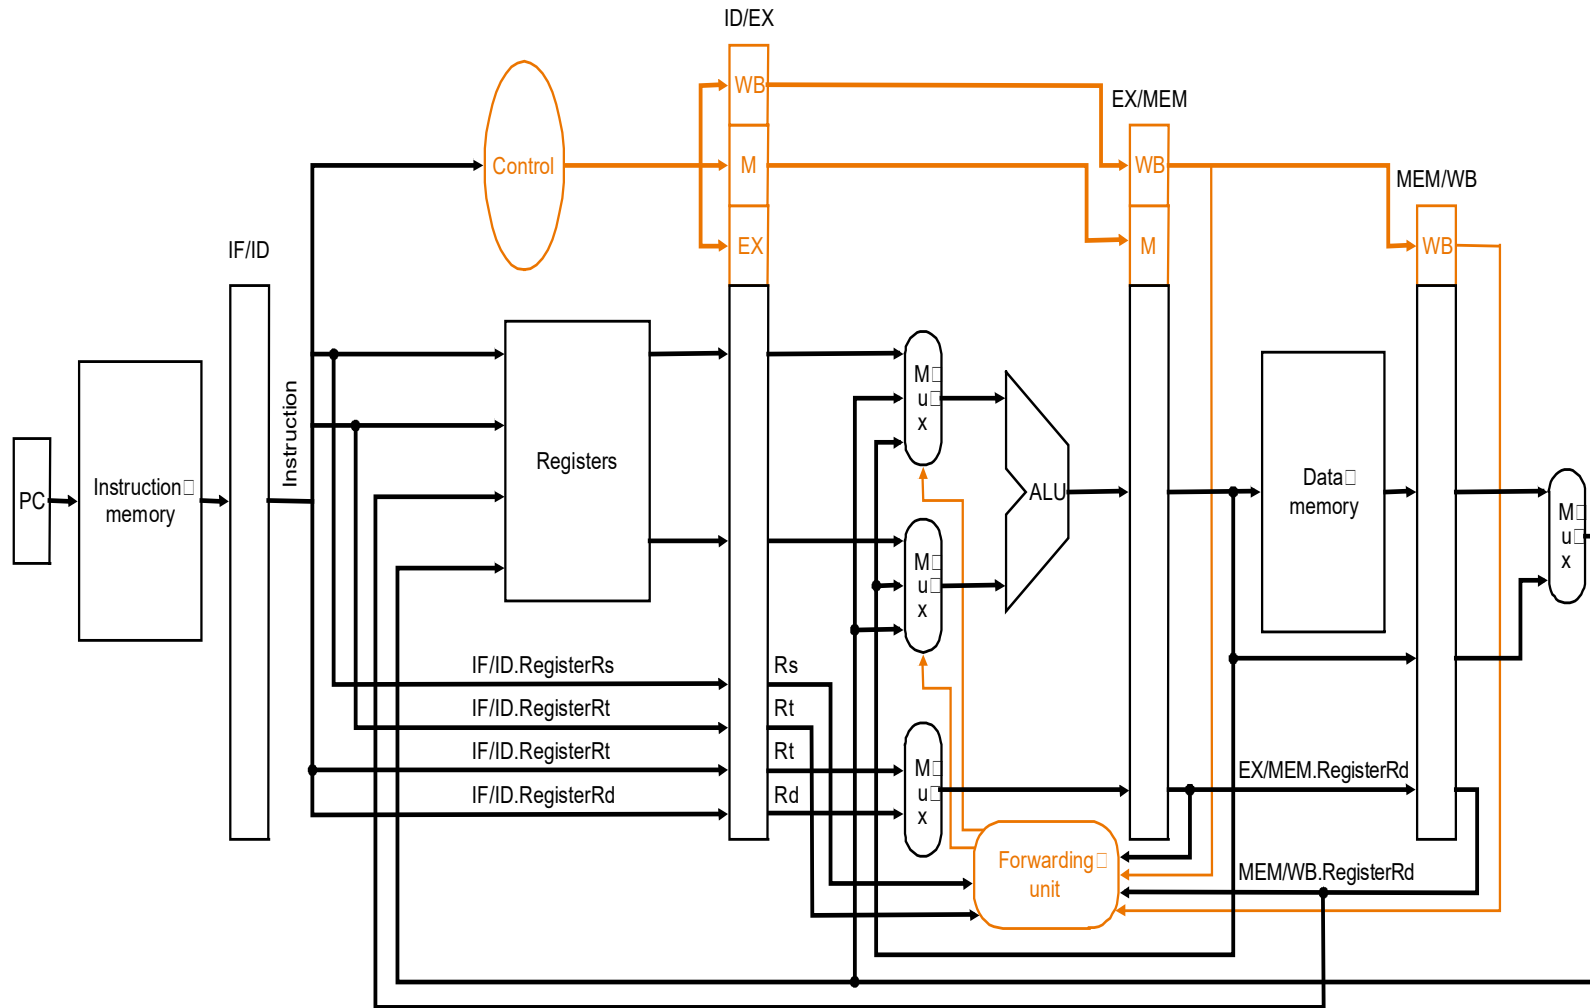 ID/EX
WB
EX/MEM
Control
M
WB
MEM/WB
IF/ID
EX
M
WB
Instruction
M
u
x
PC
Instruction
memory
Registers
ALU
Data
memory
M
u
x
M
u
x
IF/ID.RegisterRs
Rs
IF/ID.RegisterRt
Rt
IF/ID.RegisterRt
Rt
IF/ID.RegisterRd
Rd
M
u
x
EX/MEM.RegisterRd
Forwarding
unit
MEM/WB.RegisterRd